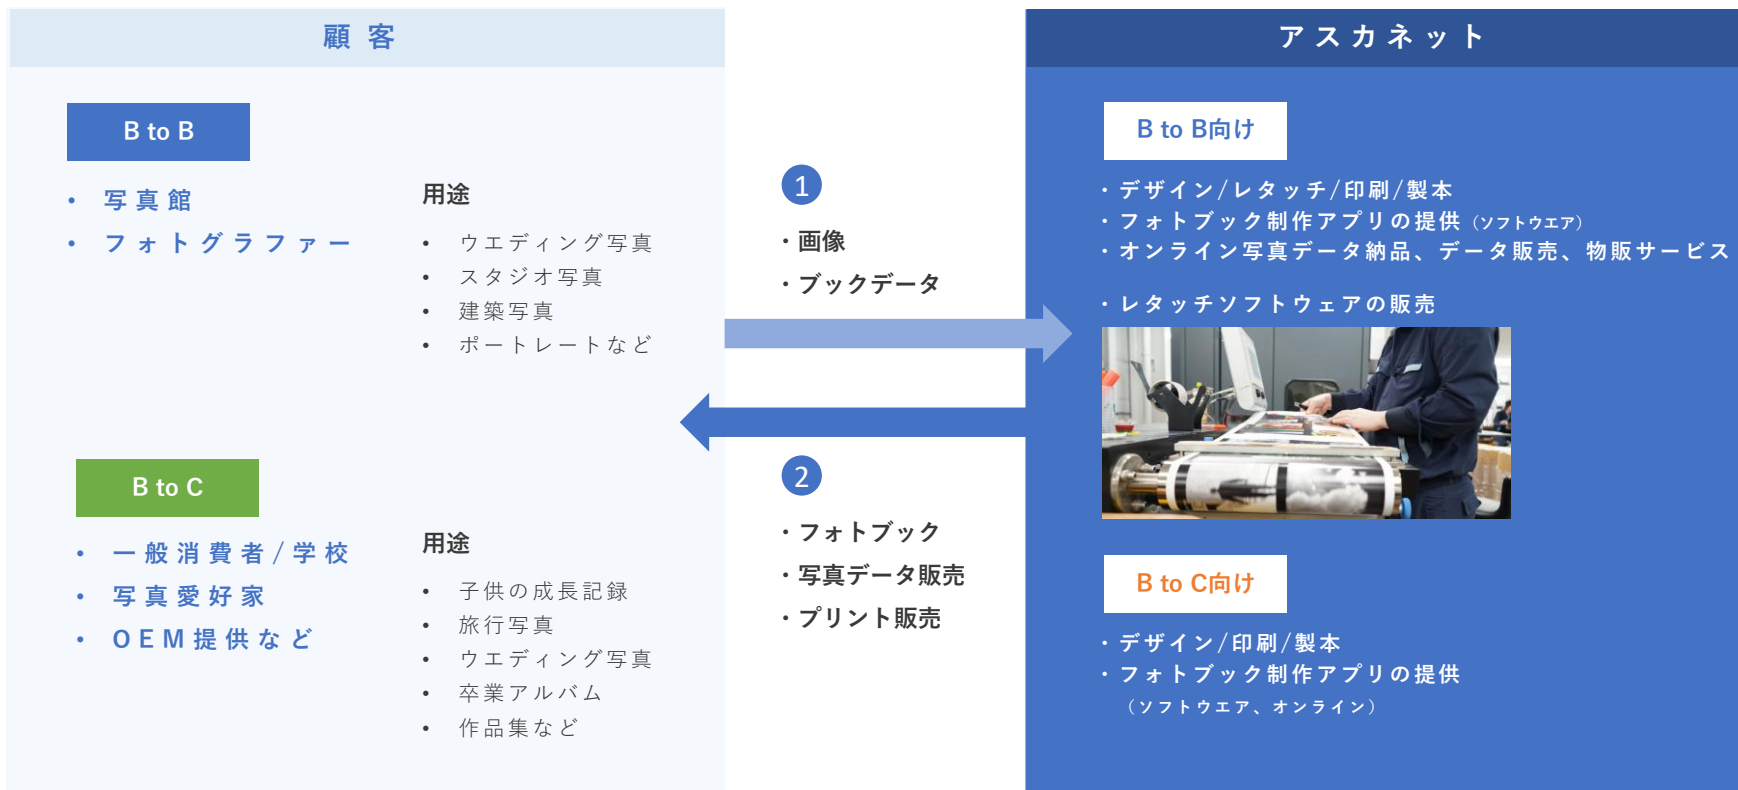 顧客
B to B
• 写真館
• フォトグラファー
用途
• ウエディング写真
• スタジオ写真
• 建築写真
• ポートレートなど
B to C
• 一般消費者/学校
• 写真愛好家
• OEM提供など
用途
• 子供の成長記録
• 旅行写真
• ウエディング写真
• 卒業アルバム
• 作品集など
1
・画像
・ブックデータ
2
・フォトブック
・写真データ販売
・プリント販売
アスカネット
B to B向け
・デザイン/レタッチ/印刷/製本
・フォトブック制作アプリの提供（ソフトウエア）
・オンライン写真データ納品、データ販売、物販サービス
・レタッチソフトウェアの販売
B to C向け
・デザイン/印刷/製本
・フォトブック制作アプリの提供
（ソフトウエア、オンライン）